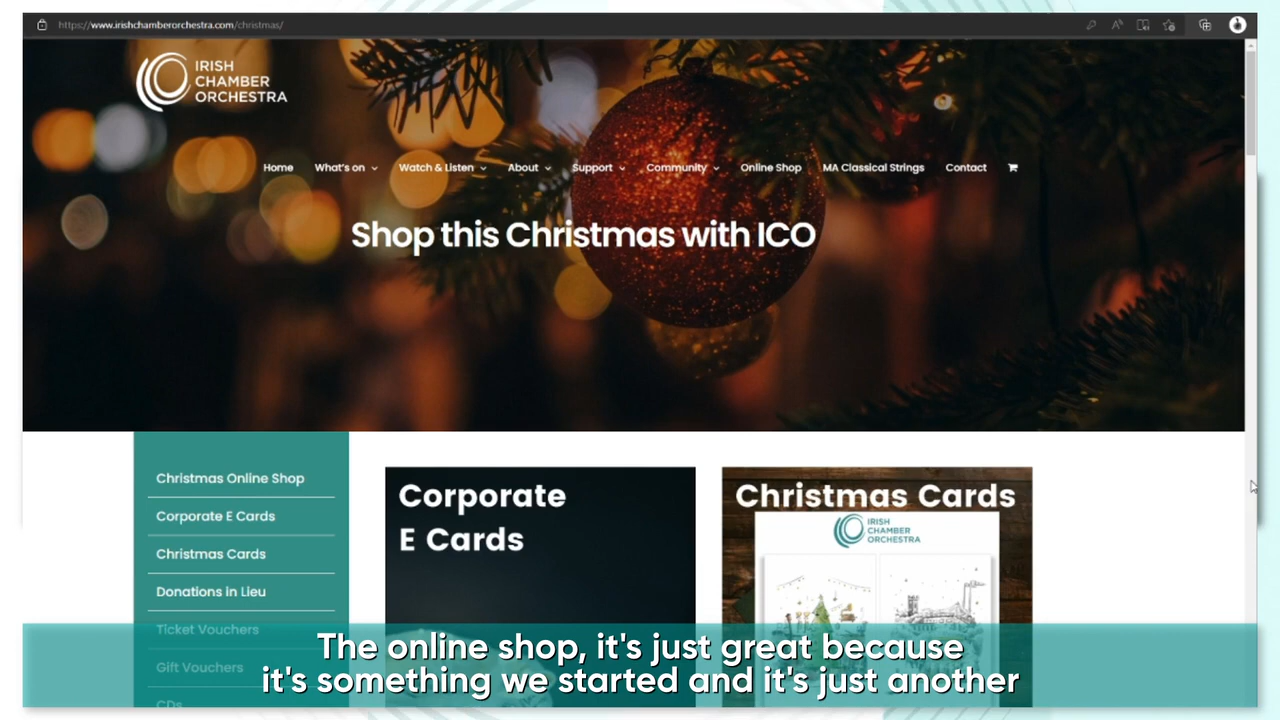 https://www.irishchamberorchestra.com/christmas/
IRISH
CHAMBER
ORCHESTRA
Home What's on Watch & Listen About Support Community Online Shop MA Classical Strings Contact
Shop this Christmas with ICO
Christmas Online Shop
Corporate E Cards
Christmas Cards
Donations in Lieu
Ticket Vouchers
Gift Vouchers
CDs
Corporate
E Cards
Christmas Cards
IRISH
CHAMBER
ORCHESTRA
The online shop, it's just great because
it's something we started and it's just another